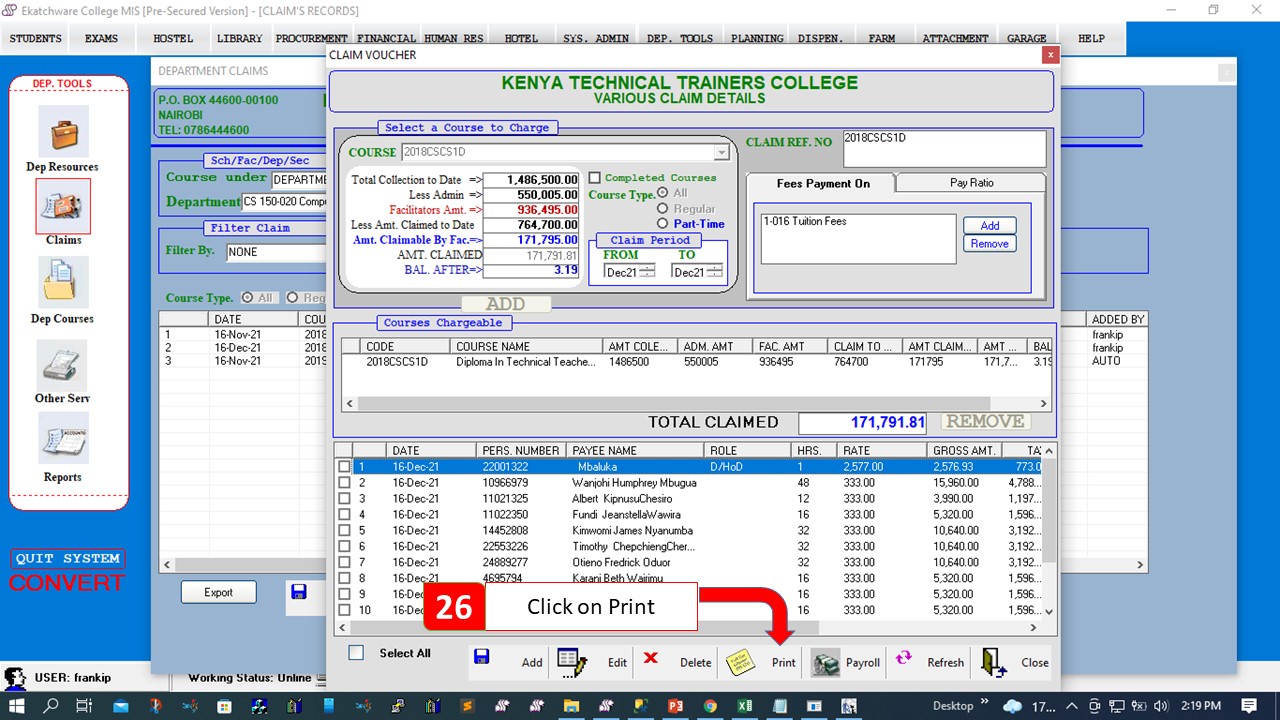 Ekatchware College MIS [Pre-Secured Version] - [CLAIM'S RECORDS]
STUDENTS EXAMS HOSTEL LIBRARY PROCUREMENT FINANCIAL HUMAN RES HOTEL SYS. ADMIN DEP. TOOLS PLANNING DISPEN. FARM ATTACHMENT GARAGE HELP
DEP. TOOLS
Dep Resources
Claims
Dep Courses
Other Serv
Reports
QUIT SYSTEM
CONVERT
DEPARTMENT CLAIMS
P.O. BOX 44600-00100
NAIROBI
TEL: 0786444600
Sch/Fac/Dep/Sec
Course under DEPARTME
Department CS 150-020 Compu
Filter Claim
Filter By. NONE
Course Type. All Reg
DATE COU ADDED BY
1 16-Nov-21 2018 frankip
2 16-Dec-21 2018 frankip
3 16-Nov-21 2019 AUTO
Export
CLAIM VOUCHER
KENYA TECHNICAL TRAINERS COLLEGE
VARIOUS CLAIM DETAILS
Select a Course to Charge
COURSE 2018CSCS1D
Total Collection to Date => 1,486,500.00
Less Admin => 550,005.00
Facilitators Amt. => 936,495.00
Less Amt. Claimed to Date 764,700.00
Amt. Claimable By Fac.=> 171,795.00
AMT. CLAIMED 171,791.81
BAL. AFTER=> 3.19
Completed Courses
Course Type. All
Regular
Part-Time
Claim Period
FROM TO
Dec21 Dec21
ADD
CLAIM REF. NO 2018CSCS1D
Fees Payment On Pay Ratio
1-016 Tuition Fees
Add
Remove
Courses Chargeable
CODE COURSE NAME AMT COLE... ADM. AMT FAC. AMT CLAIM TO ... AMT CLAIM... AMT ... BAL
2018CSCS1D Diploma In Technical Teache... 1486500 550005 936495 764700 171795 171,7... 3.19
TOTAL CLAIMED 171,791.81 REMOVE
DATE PERS. NUMBER PAYEE NAME ROLE HRS. RATE GROSS AMT. TA
1 16-Dec-21 22001322 Mbaluka D/HoD 1 2,577.00 2,576.93 773.0
2 16-Dec-21 10966979 Wanjohi Humphrey Mbugua 48 333.00 15,960.00 4,788...
3 16-Dec-21 11021325 Albert KipnusuChesiro 12 333.00 3,990.00 1,197...
4 16-Dec-21 11022350 Fundi JeanstellaWawira 16 333.00 5,320.00 1,596...
5 16-Dec-21 14452808 Kimwomi James Nyanumba 32 333.00 10,640.00 3,192...
6 16-Dec-21 22553226 Timothy ChepchiengCher... 32 333.00 10,640.00 3,192...
7 16-Dec-21 24889277 Otieno Fredrick Oduor 32 333.00 10,640.00 3,192...
8 16-Dec-21 4695794 Karani Beth Wairimu 16 333.00 5,320.00 1,596...
9 16-Dec-21 16 333.00 5,320.00 1,596...
10 16-Dec-21 16 333.00 5,320.00 1,596...
26 Click on Print
Select All Add Edit Delete Print Payroll Refresh Close
USER: frankip Working Status: Online
Desktop 17... 2:19 PM